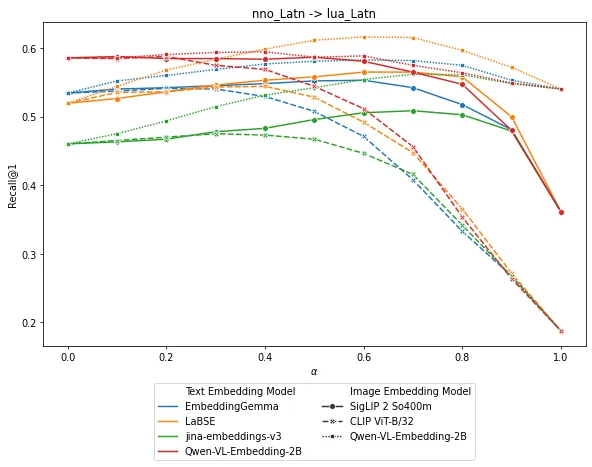 nno_Latn -> lua_Latn
Recall@1
0.6
0.5
0.4
0.3
0.2
0.0 0.2 0.4 0.6 0.8 1.0
α
Text Embedding Model Image Embedding Model
EmbeddingGemma SigLIP 2 So400m
LaBSE CLIP ViT-B/32
jina-embeddings-v3 Qwen-VL-Embedding-2B
Qwen-VL-Embedding-2B